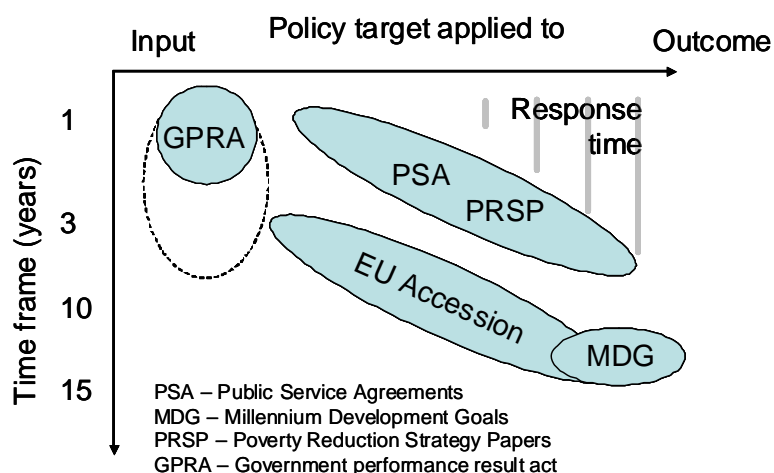 Policy target applied to
Input
Outcome
Time frame (years)
1
3
10
15
Response
time
GPRA
PSA
PRSP
EU Accession
MDG
PSA – Public Service Agreements
MDG – Millennium Development Goals
PRSP – Poverty Reduction Strategy Papers
GPRA – Government performance result act